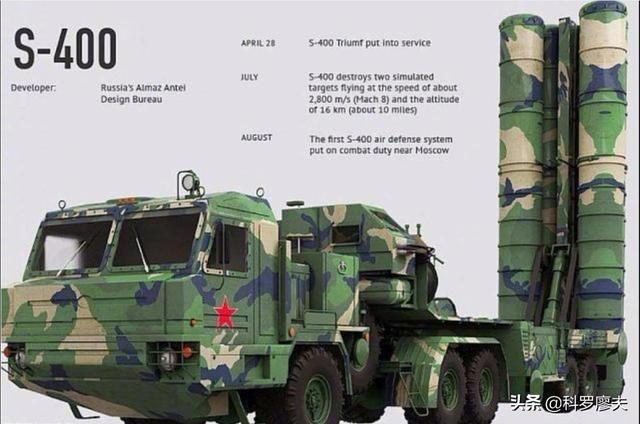 S-400
Developer:
Russia's Almaz Antei
Design Bureau
APRIL 28
S-400 Triumf put into service
JULY
S-400 destroys two simulated
targets flying at the speed of about
2,800 m/s (Mach 8) and the altitude
of 16 km (about 10 miles)
AUGUST
The first S-400 air defense system
put on combat duty near Moscow
头条 @科罗廖夫